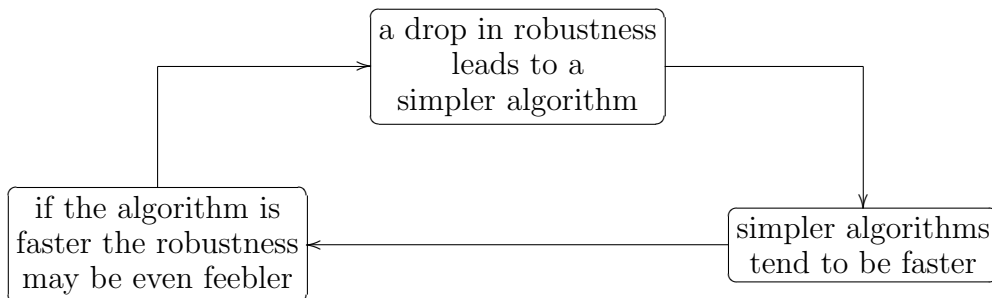 a drop in robustness
leads to a
simpler algorithm
simpler algorithms
tend to be faster
if the algorithm is
faster the robustness
may be even feebler